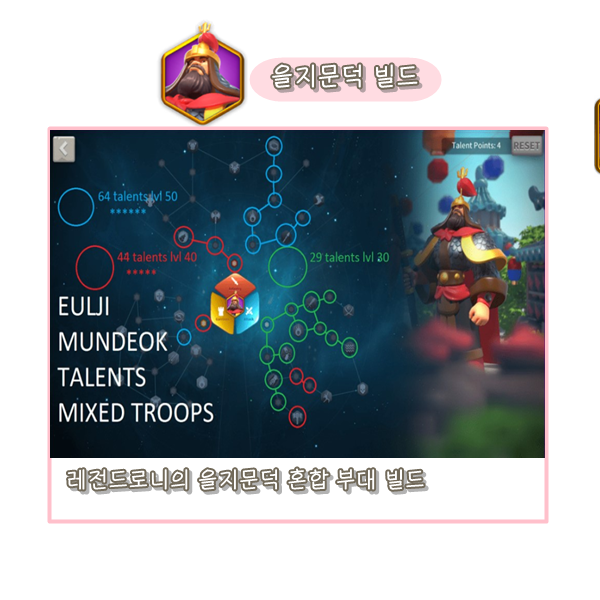 을지문덕 빌드
Talent Points: 4
RESET
64 talents lvl 50
44 talents lvl 40
29 talents lvl 30
EULJI
MUNDEOK
TALENTS
MIXED TROOPS
레전드로니의 을지문덕 혼합 부대 빌드